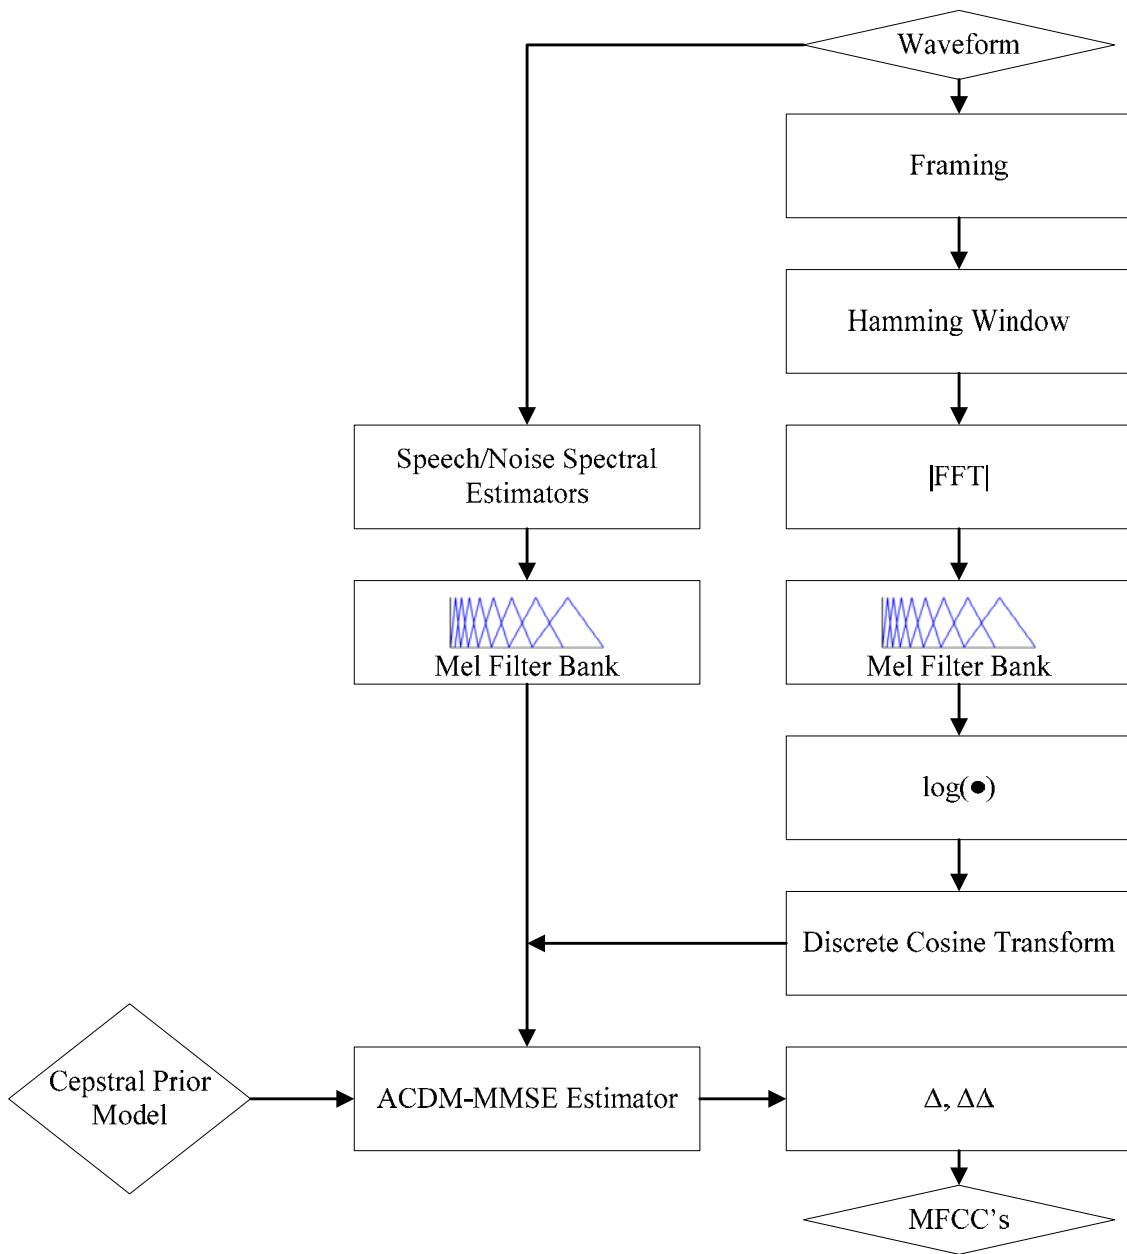 Waveform
Framing
Hamming Window
Speech/Noise Spectral
Estimators
|FFT|
Mel Filter Bank
Mel Filter Bank
log(●)
Discrete Cosine Transform
Cepstral Prior
Model
ACDM-MMSE Estimator
Δ, ΔΔ
MFCC's